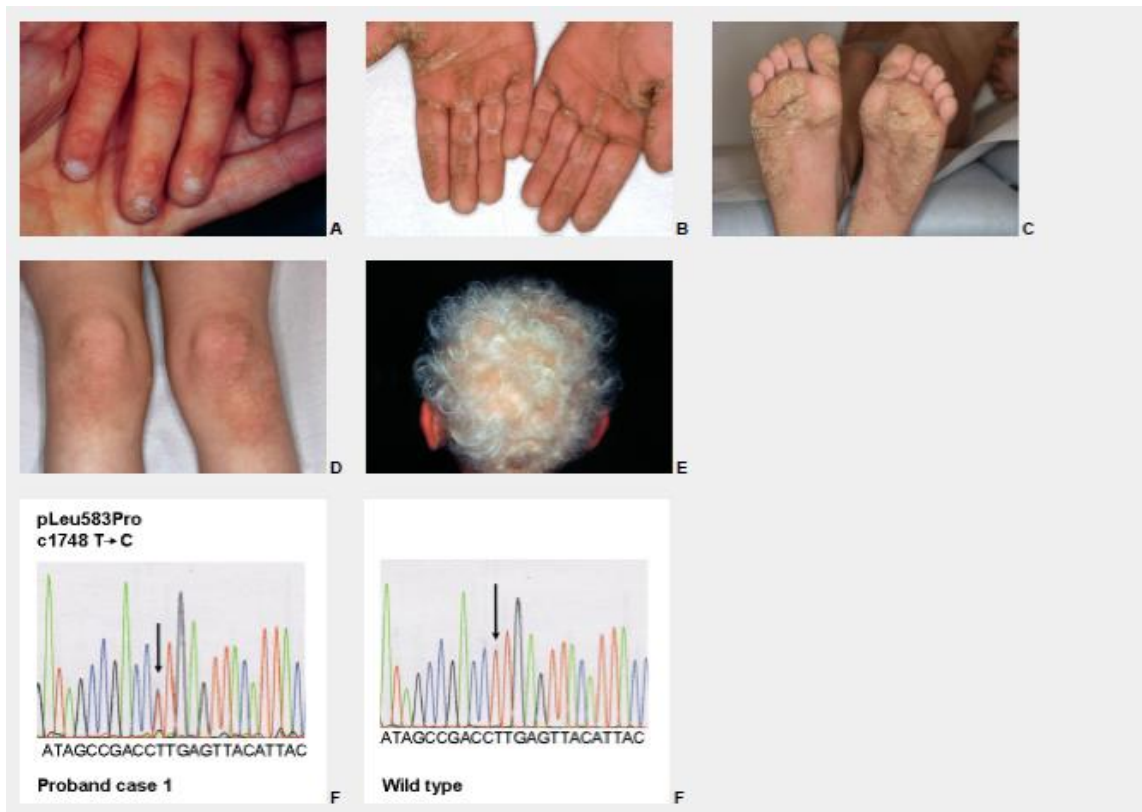 A
B
C
D
E
pLeu583Pro
c1748 T→C
ATAGCCGACCTTGAGTTACATTAC
Proband case 1
F
ATAGCCGACCTTGAGTTACATTAC
Wild type
F